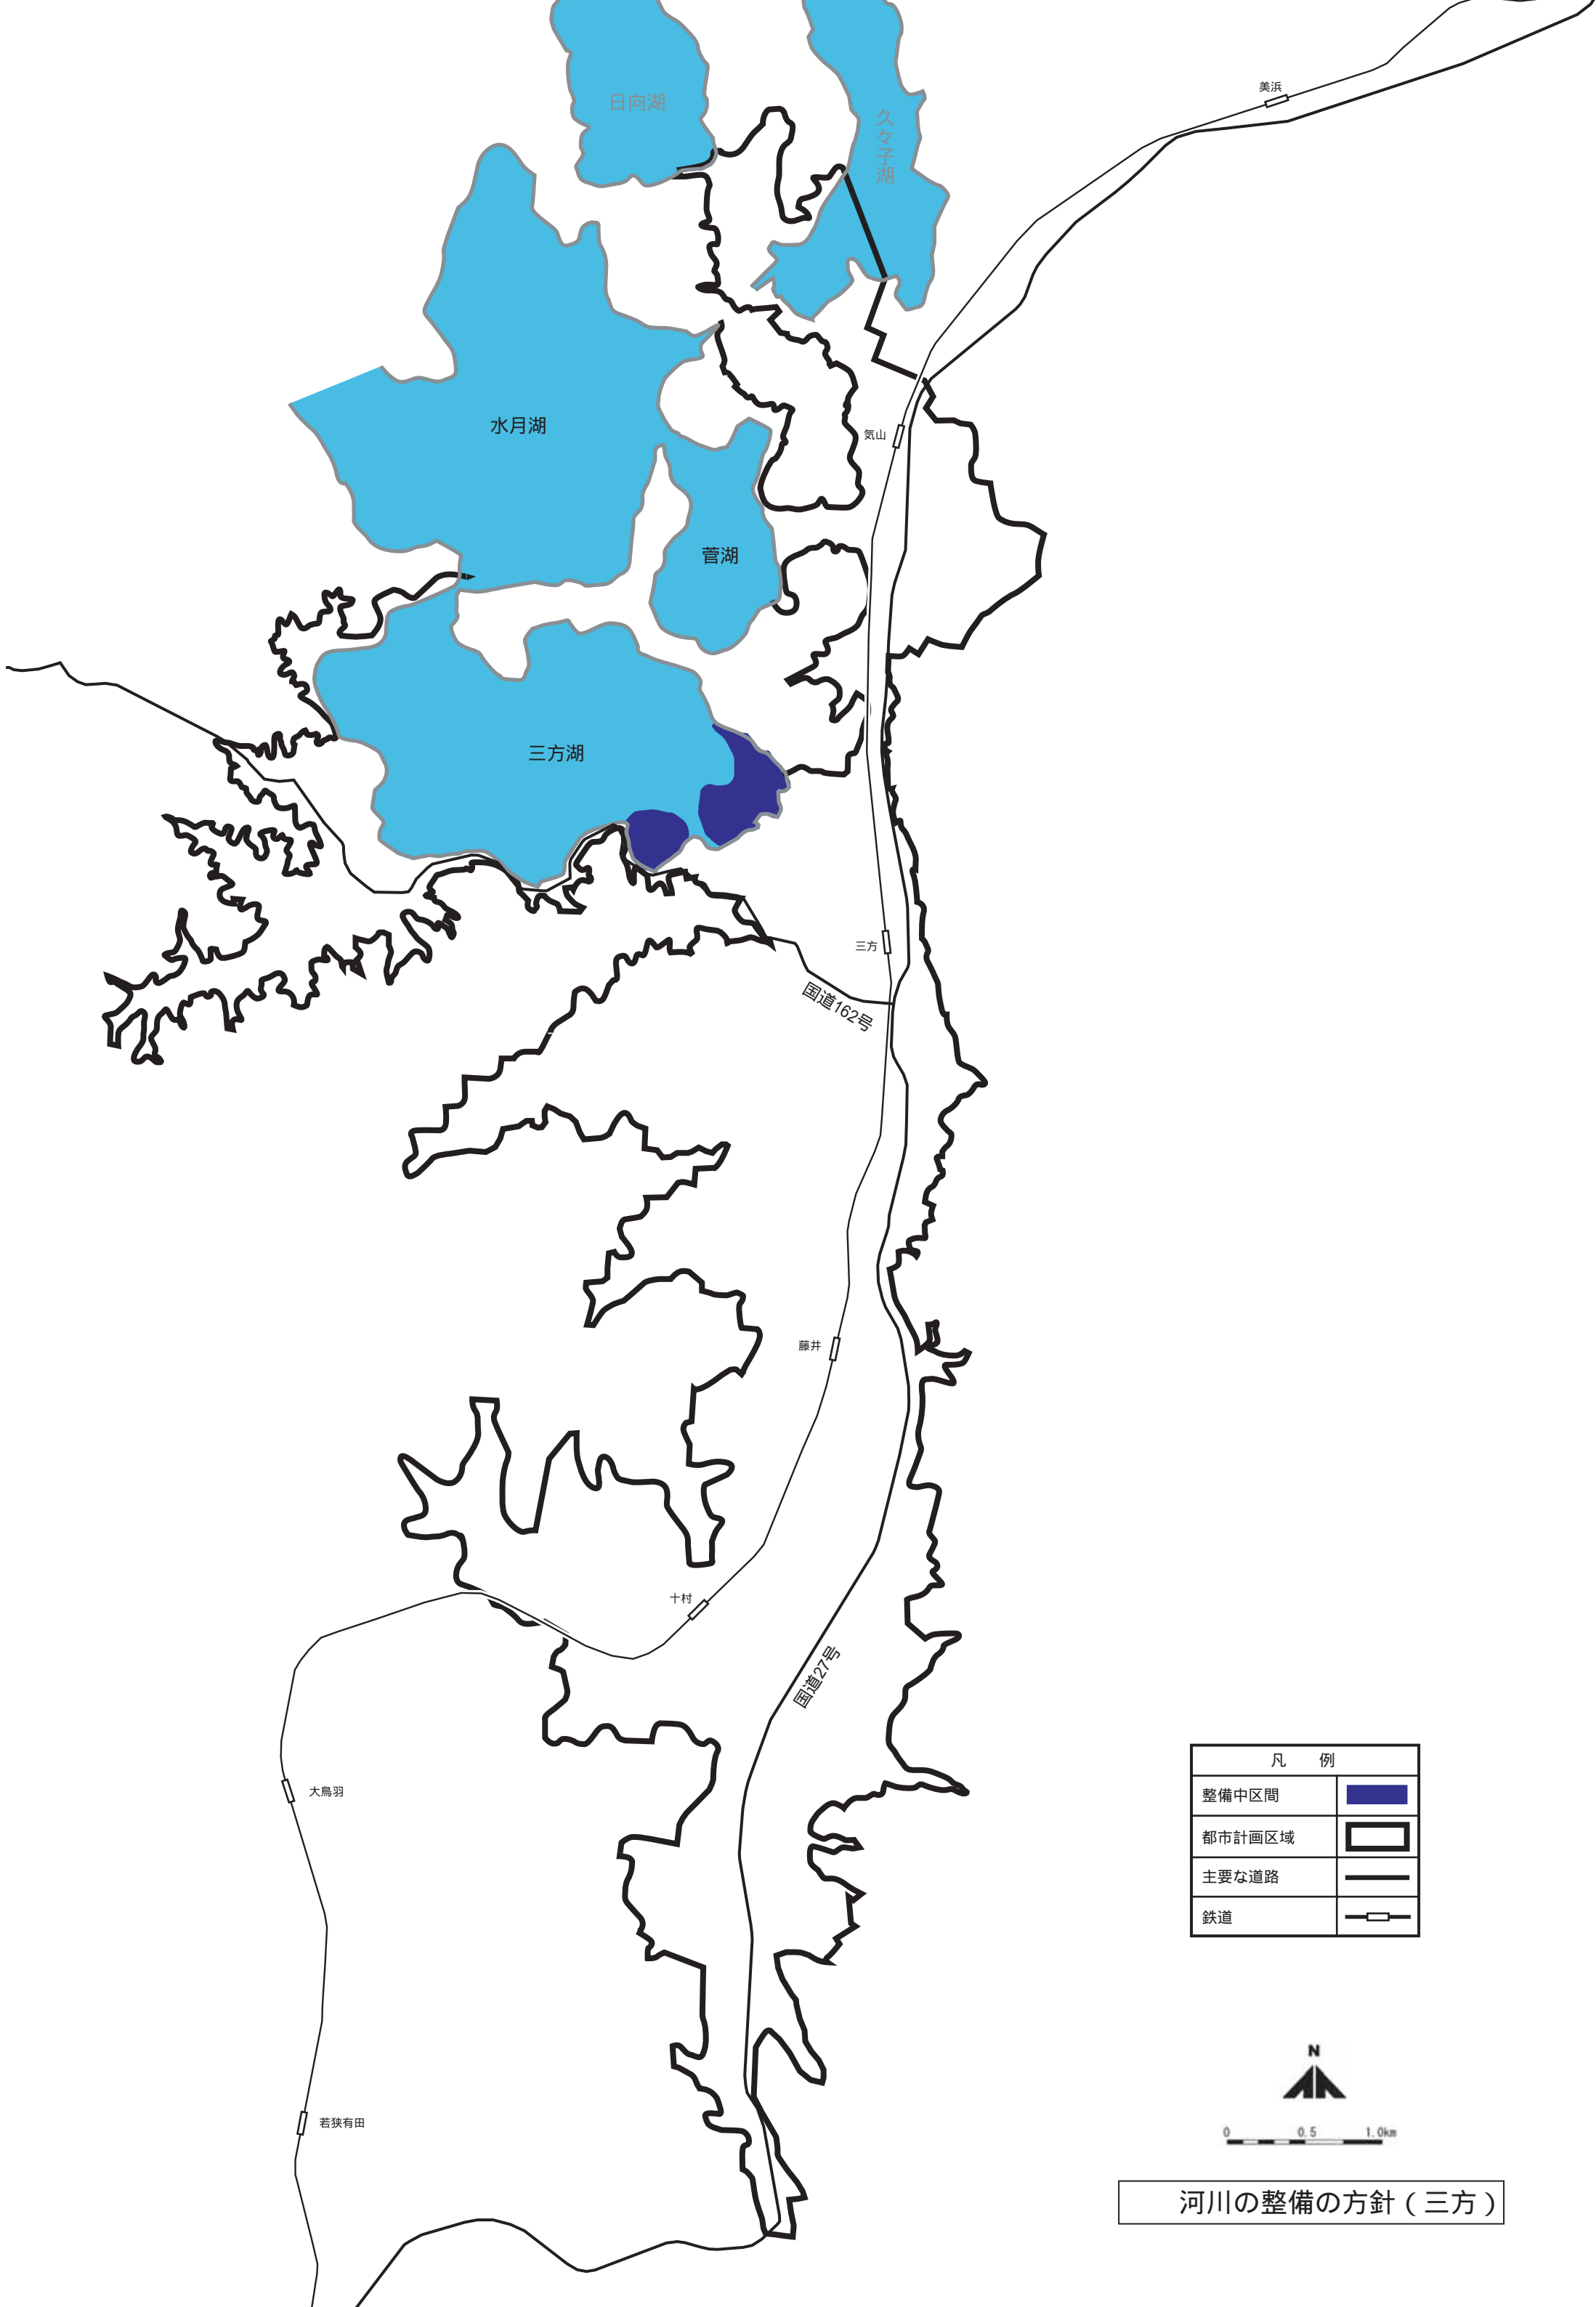 美浜
日向湖
久々子湖
水月湖
気山
菅湖
三方湖
三方
国道162号
藤井
十村
国道27号
大鳥羽
若狭有田
凡 例
整備中区間
都市計画区域
主要な道路
鉄道
N
0 0.5 1.0km
河川の整備の方針（三方）